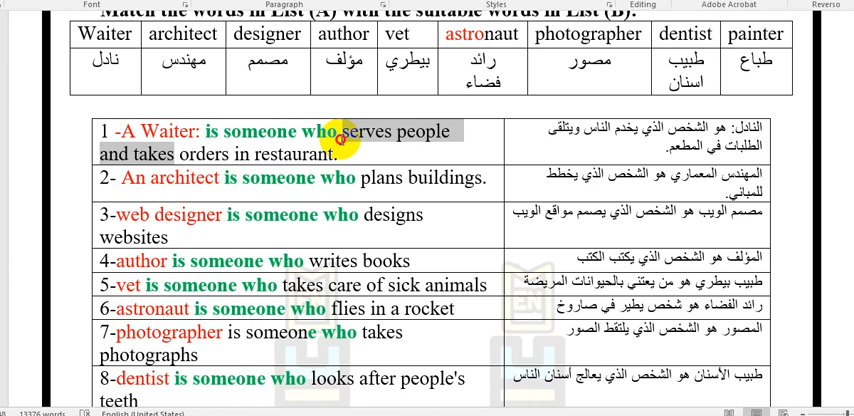 Font Paragraph Styles Editing Adobe Acrobat Reverso
Match the words in List (A) with the suitable words in List (B):
Waiter architect designer author vet astronaut photographer dentist painter
نادل مهندس مصمم مؤلف بيطري رائد فضاء مصور طبيب اسنان طباع
1 -A Waiter: is someone who serves people
and takes orders in restaurant.
النادل: هو الشخص الذي يخدم الناس ويتلقى
الطلبات في المطعم.
2- An architect is someone who plans buildings.
المهندس المعماري هو الشخص الذي يخطط
للمباني.
3-web designer is someone who designs
websites
مصمم الويب هو الشخص الذي يصمم مواقع الويب
4-author is someone who writes books
المؤلف هو الشخص الذي يكتب الكتب
5-vet is someone who takes care of sick animals
طبيب بيطري هو من يعتني بالحيوانات المريضة
6-astronaut is someone who flies in a rocket
رائد الفضاء هو شخص يطير في صاروخ
7-photographer is someone who takes
photographs
المصور هو الشخص الذي يلتقط الصور
8-dentist is someone who looks after people's
teeth
طبيب الأسنان هو الشخص الذي يعالج أسنان الناس
13376 words English (United States)